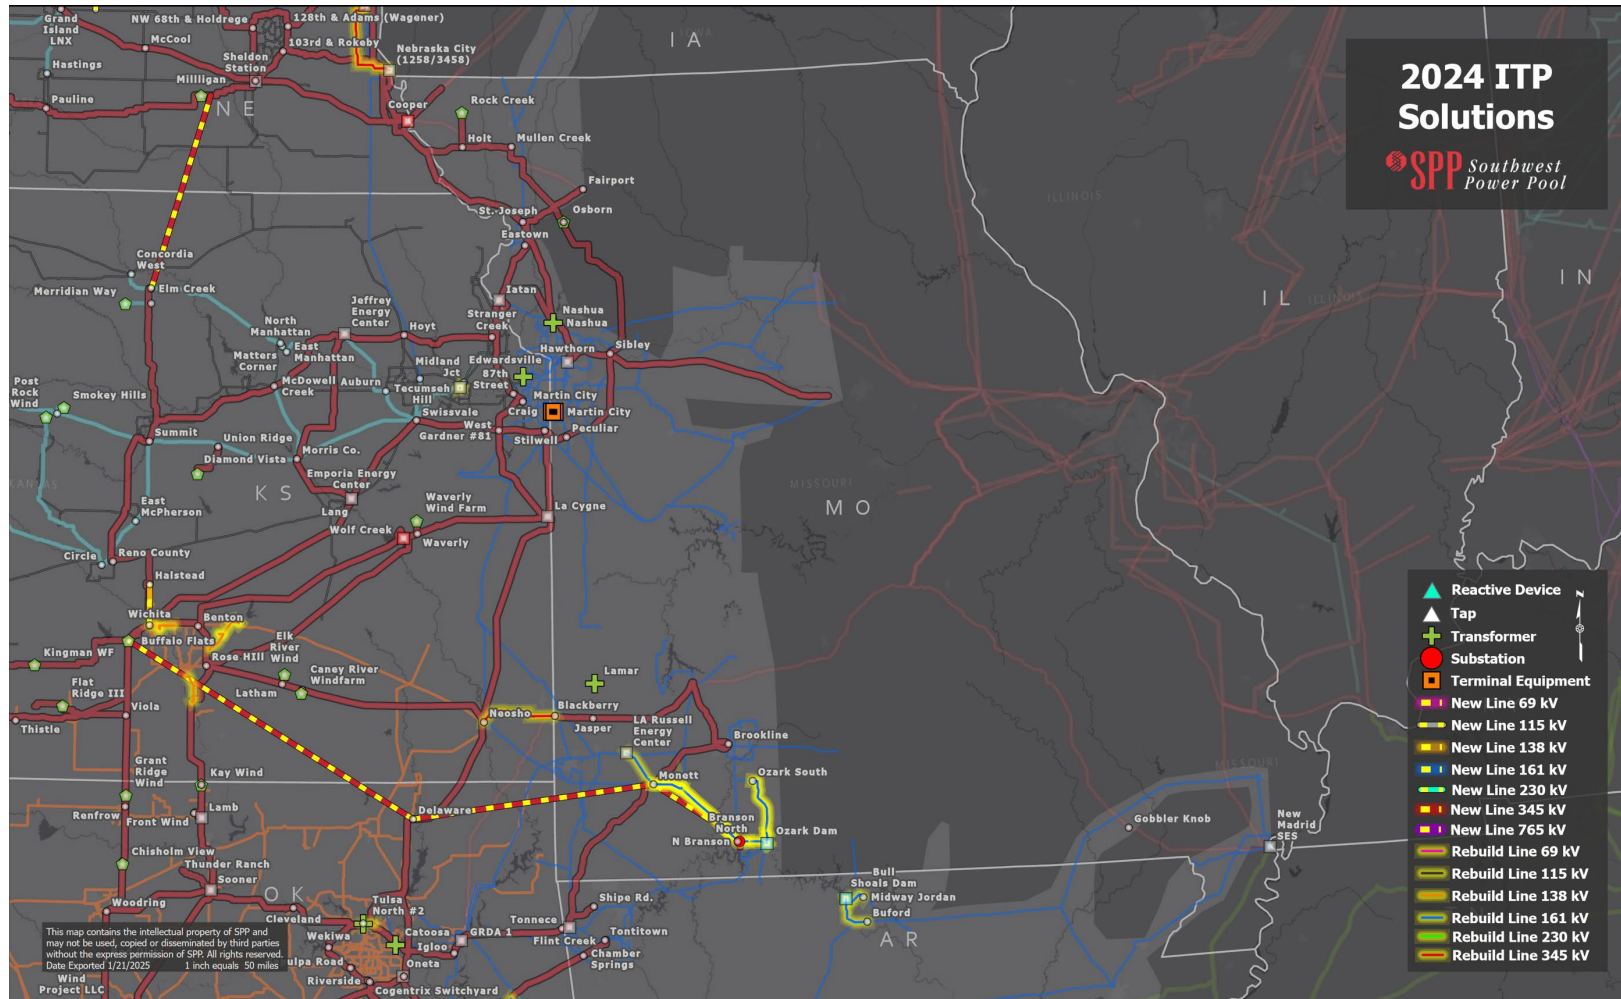 2024 ITP
Solutions
SPP Southwest
Power Pool
Grand
Island
LNX
NW 68th & Holdrege
128th & Adams (Wagener)
McCool
103rd & Rokeby
Nebraska City
(1258/3458)
Sheldon
Station
Hastings
Millligan
Pauline
N E
I A
Cooper
Rock Creek
Holt
Mullen Creek
Fairport
St. Joseph
Osborn
Eastown
ILLINOIS
Concordia
West
Merridian Way
Elm Creek
Iatan
Jeffrey
Energy
Center
Hoyt
Stranger
Creek
Nashua
Nashua
I L
ILLINOIS
I N
North
Manhattan
East
Manhattan
Matters
Corner
Hawthorn
Sibley
Midland
Jct
Edwardsville
87th
Street
Post
Rock
Wind
Smokey Hills
McDowell
Creek
Auburn
Tecumseh
Hill
Martin City
Craig
Martin City
Swissvale
West
Gardner #81
Stilwell
Peculiar
Summit
Union Ridge
Diamond Vista
Morris Co.
Emporia Energy
Center
KANSAS
K S
Lang
Waverly
Wind Farm
La Cygne
MISSOURI
M O
East
McPherson
Wolf Creek
Waverly
Circle
Reno County
Halstead
Wichita
Benton
Buffalo Flats
Elk
River
Wind
Kingman WF
Rose HIll
Caney River
Windfarm
Latham
Lamar
Flat
Ridge III
Viola
Thistle
Neosho
Blackberry
Jasper
LA Russell
Energy
Center
Brookline
Grant
Ridge
Wind
Kay Wind
Monett
Ozark South
MISSOURI
Renfrow
Lamb
Front Wind
Delaware
Branson
North
N Branson
Ozark Dam
Gobbler Knob
New
Madrid
SES
Chisholm View
Thunder Ranch
Sooner
O K
Woodring
Cleveland
Tulsa
North #2
Wekiwa
Catoosa
Igloo
GRDA 1
Oneta
Riverside
Cogentrix Switchyard
Wind
Project LLC
Tonnece
Shipe Rd.
Flint Creek
Tontitown
Chamber
Springs
Bull
Shoals Dam
Midway Jordan
Buford
A R
This map contains the intellectual property of SPP and
may not be used, copied or disseminated by third parties
without the express permission of SPP. All rights reserved.
Date Exported 1/21/2025 1 inch equals 50 miles
Reactive Device
N
Tap
Transformer
Substation
Terminal Equipment
New Line 69 kV
New Line 115 kV
New Line 138 kV
New Line 161 kV
New Line 230 kV
New Line 345 kV
New Line 765 kV
Rebuild Line 69 kV
Rebuild Line 115 kV
Rebuild Line 138 kV
Rebuild Line 161 kV
Rebuild Line 230 kV
Rebuild Line 345 kV